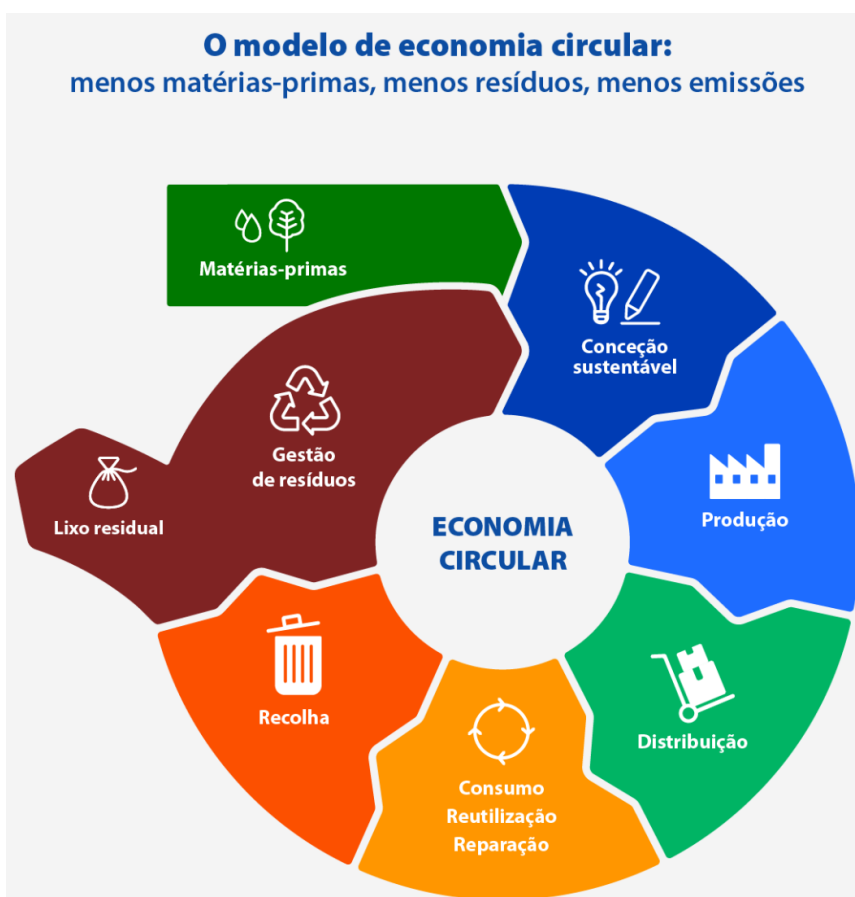 O modelo de economia circular:
menos matérias-primas, menos resíduos, menos emissões
Matérias-primas
Conceção
sustentável
Produção
Distribuição
Consumo
Reutilização
Reparação
Recolha
Gestão
de resíduos
Lixo residual
ECONOMIA
CIRCULAR